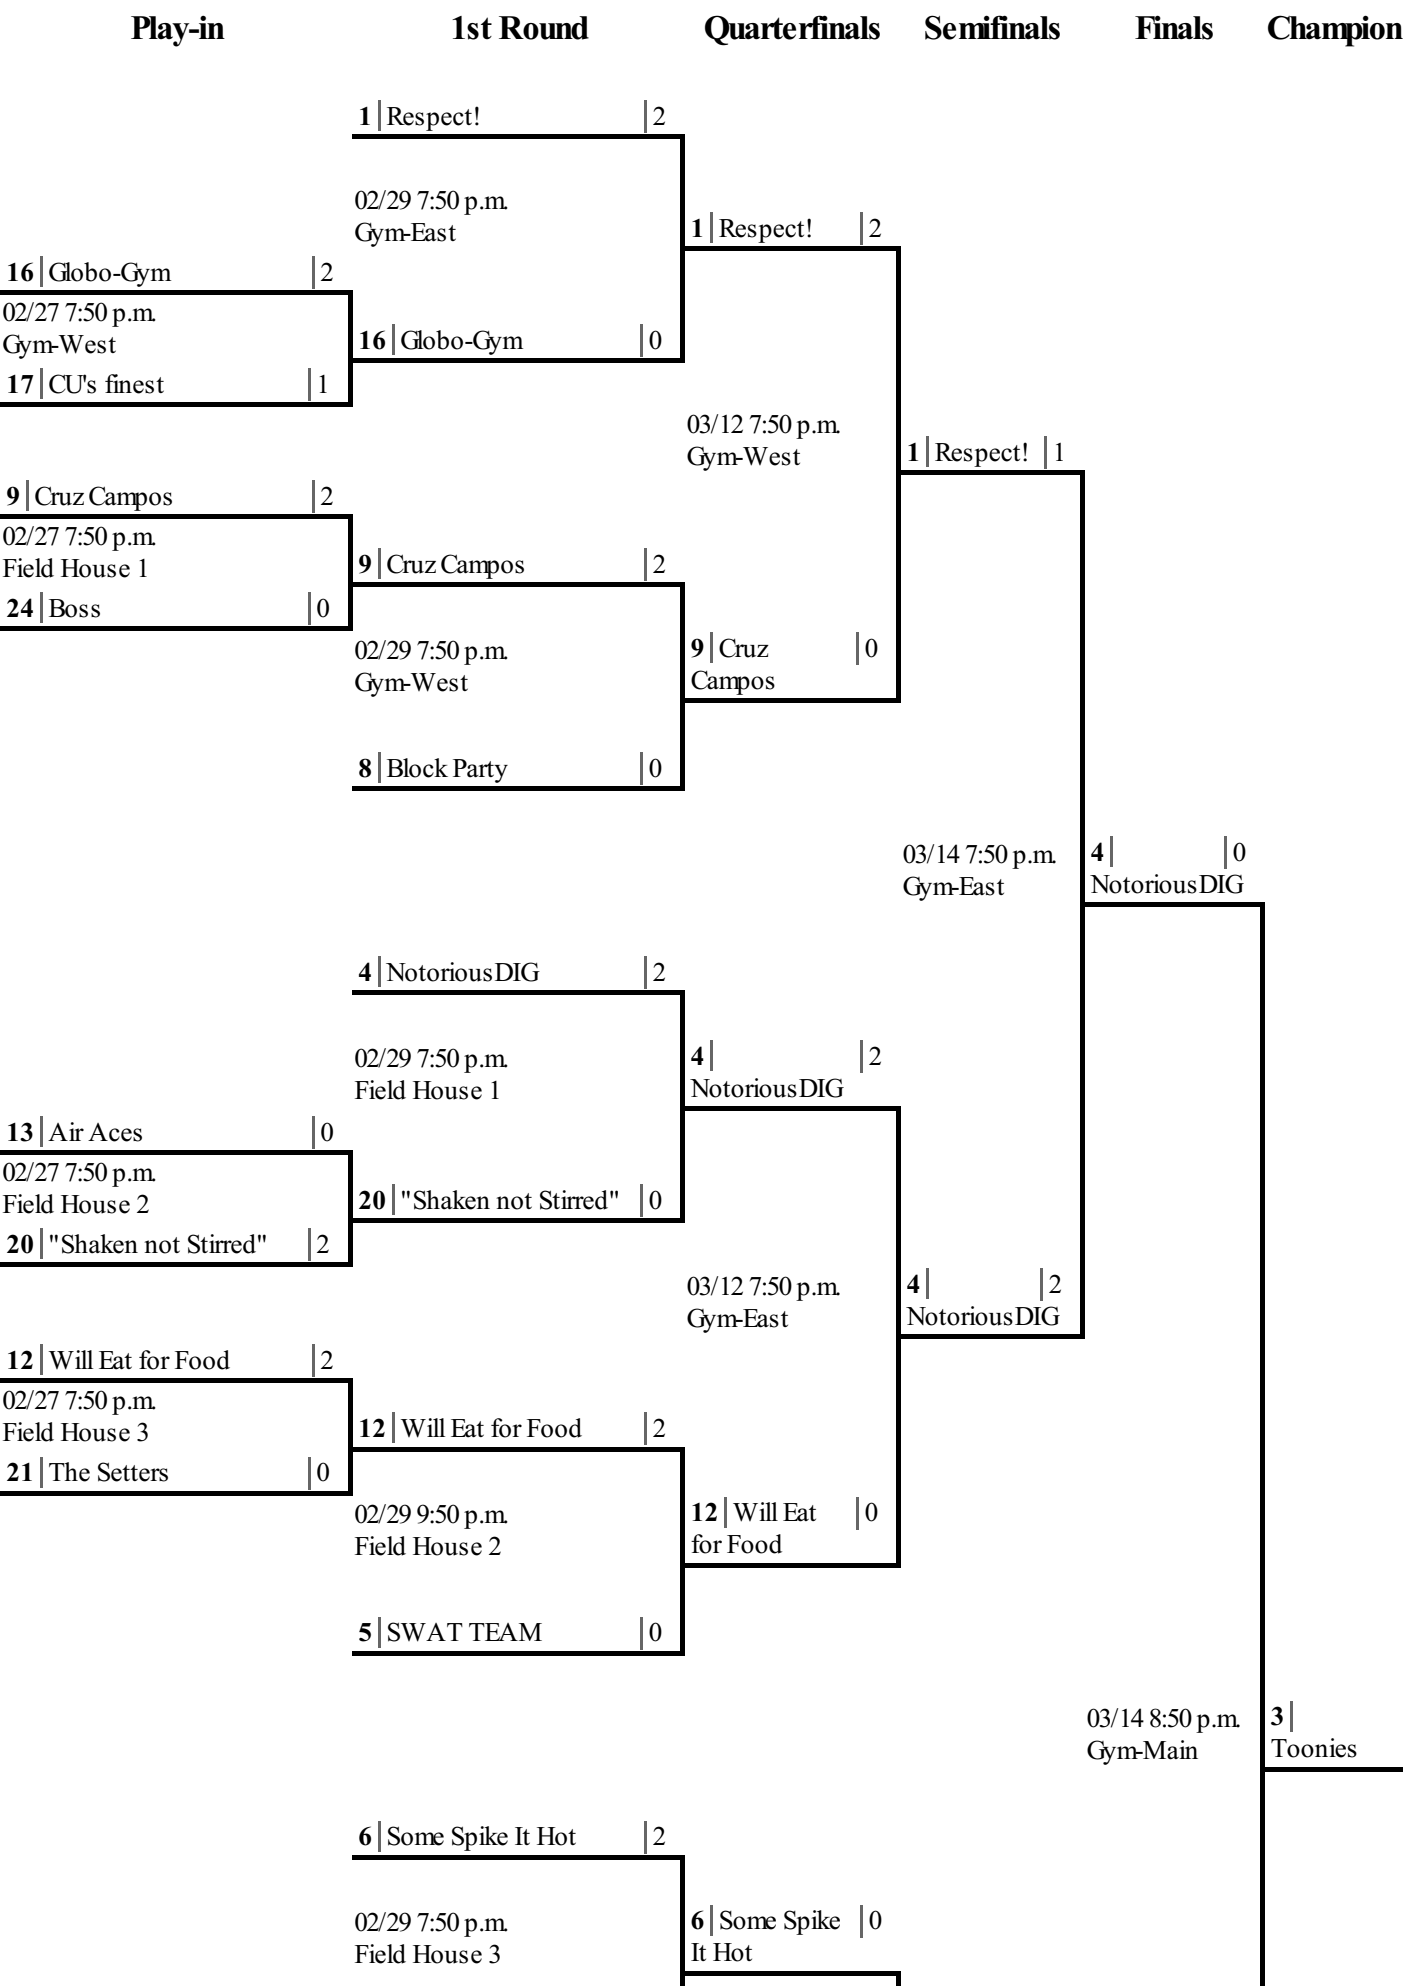 Play-in 1st Round Quarterfinals Semifinals Finals Champion
1 Respect! 2
02/29 7:50 p.m.
Gym-East
1 Respect! 2
16 Globo-Gym 2
02/27 7:50 p.m.
Gym-West
16 Globo-Gym 0
17 CU's finest 1
03/12 7:50 p.m.
Gym-West
1 Respect! 1
9 Cruz Campos 2
02/27 7:50 p.m.
Field House 1
9 Cruz Campos 2
24 Boss 0
02/29 7:50 p.m.
Gym-West
9 Cruz 0
Campos
8 Block Party 0
03/14 7:50 p.m.
Gym-East
4 0
Notorious DIG
4 Notorious DIG 2
02/29 7:50 p.m.
Field House 1
4 2
Notorious DIG
13 Air Aces 0
02/27 7:50 p.m.
Field House 2
20 "Shaken not Stirred" 0
20 "Shaken not Stirred" 2
03/12 7:50 p.m.
Gym-East
4 2
Notorious DIG
12 Will Eat for Food 2
02/27 7:50 p.m.
Field House 3
12 Will Eat for Food 2
21 The Setters 0
02/29 9:50 p.m.
Field House 2
12 Will Eat 0
for Food
5 SWAT TEAM 0
03/14 8:50 p.m.
Gym-Main
3
Toonies
6 Some Spike It Hot 2
02/29 7:50 p.m.
Field House 3
6 Some Spike 0
It Hot